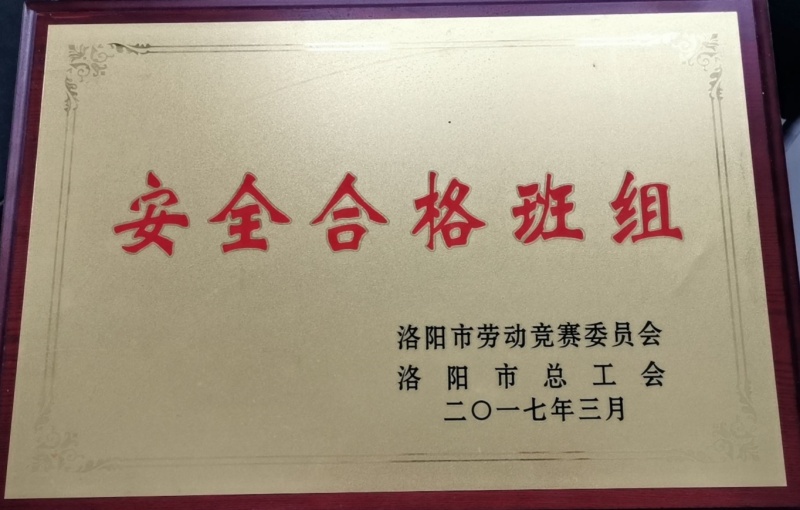 安全合格班组
洛阳市劳动竞赛委员会
洛阳市总工会
二〇一七年三月